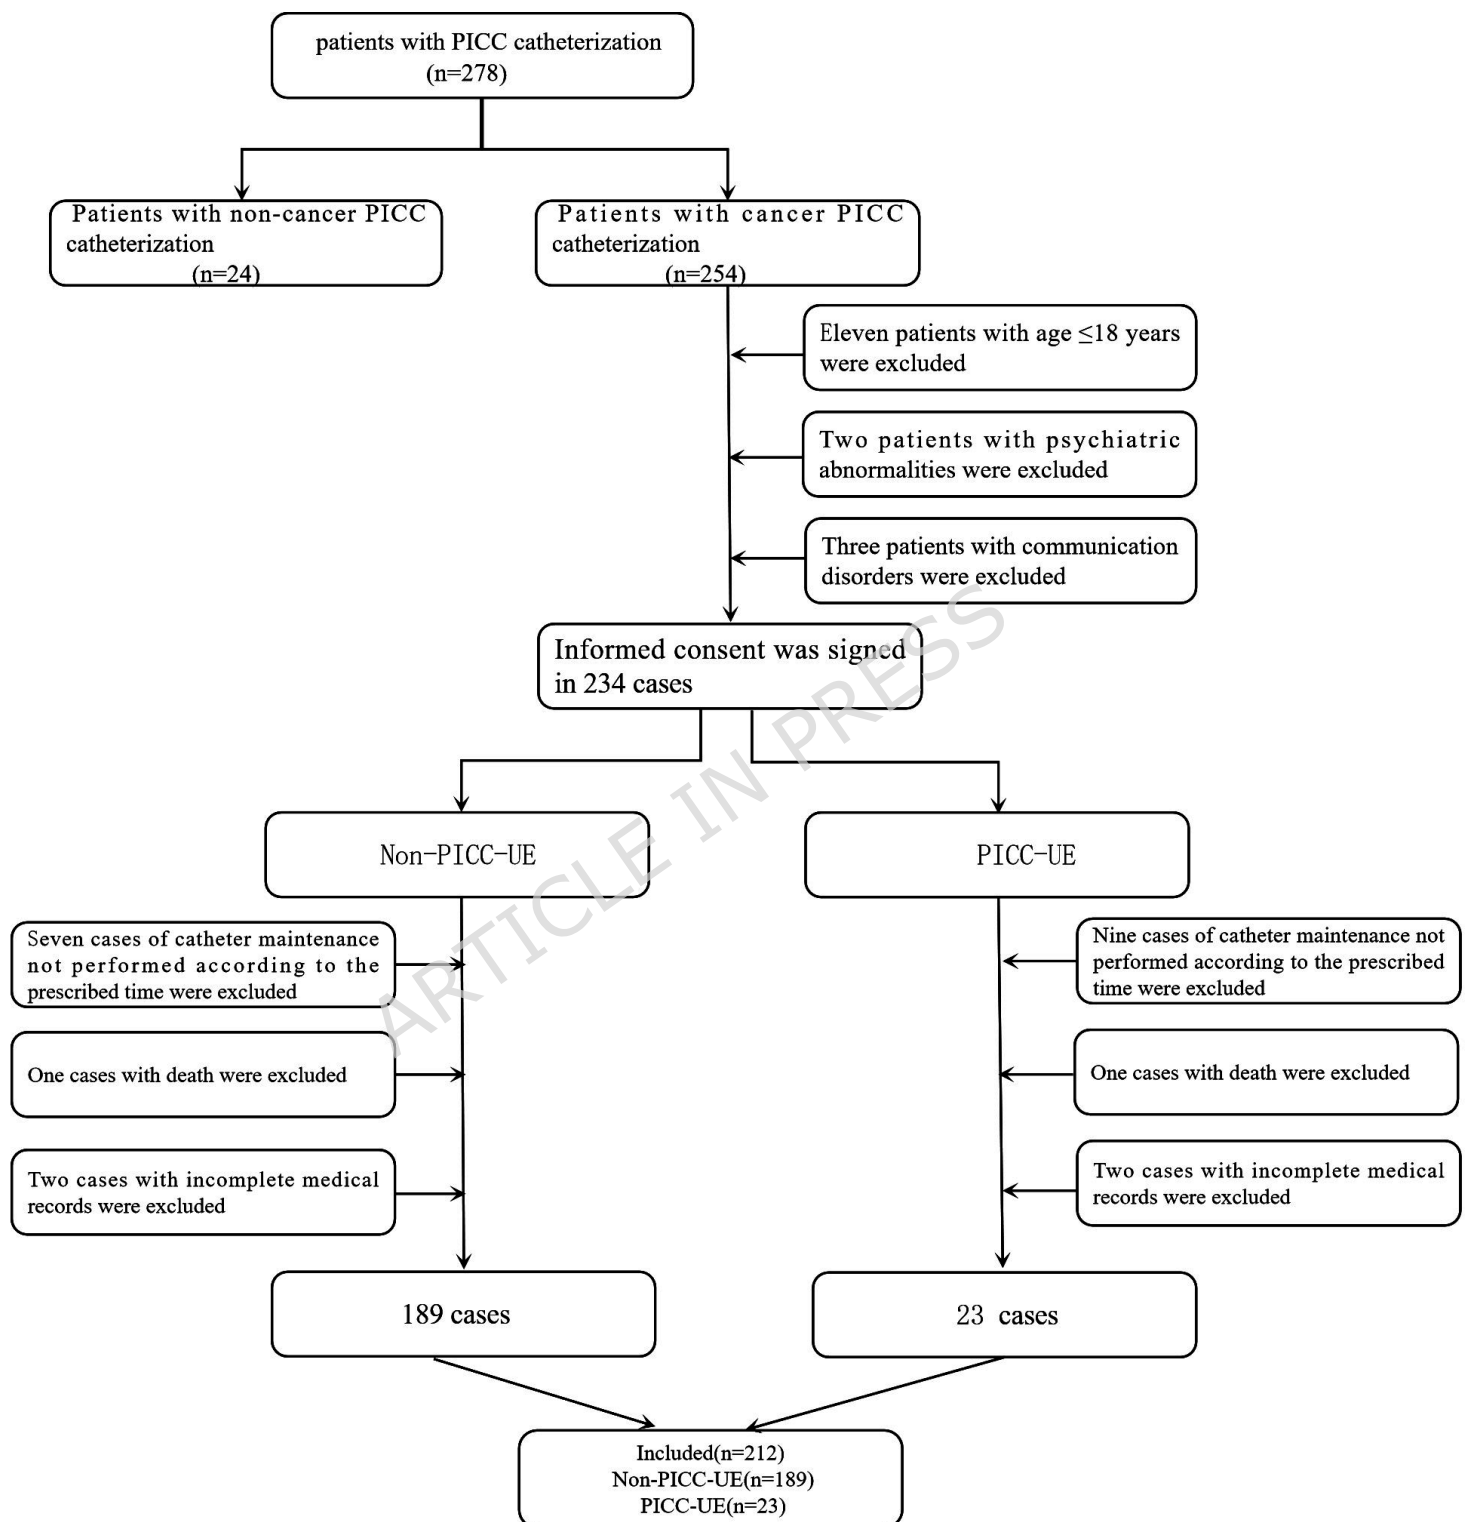 patients with PICC catheterization
(n=278)
Patients with non-cancer PICC
catheterization
(n=24)
Patients with cancer PICC
catheterization
(n=254)
Eleven patients with age ≤18 years
were excluded
Two patients with psychiatric
abnormalities were excluded
Three patients with communication
disorders were excluded
Informed consent was signed
in 234 cases
Non-PICC-UE
PICC-UE
Seven cases of catheter maintenance
not performed according to the
prescribed time were excluded
Nine cases of catheter maintenance not
performed according to the prescribed
time were excluded
One cases with death were excluded
One cases with death were excluded
Two cases with incomplete medical
records were excluded
Two cases with incomplete medical
records were excluded
189 cases
23 cases
Included(n=212)
Non-PICC-UE(n=189)
PICC-UE(n=23)
ARTICLE IN PRESS